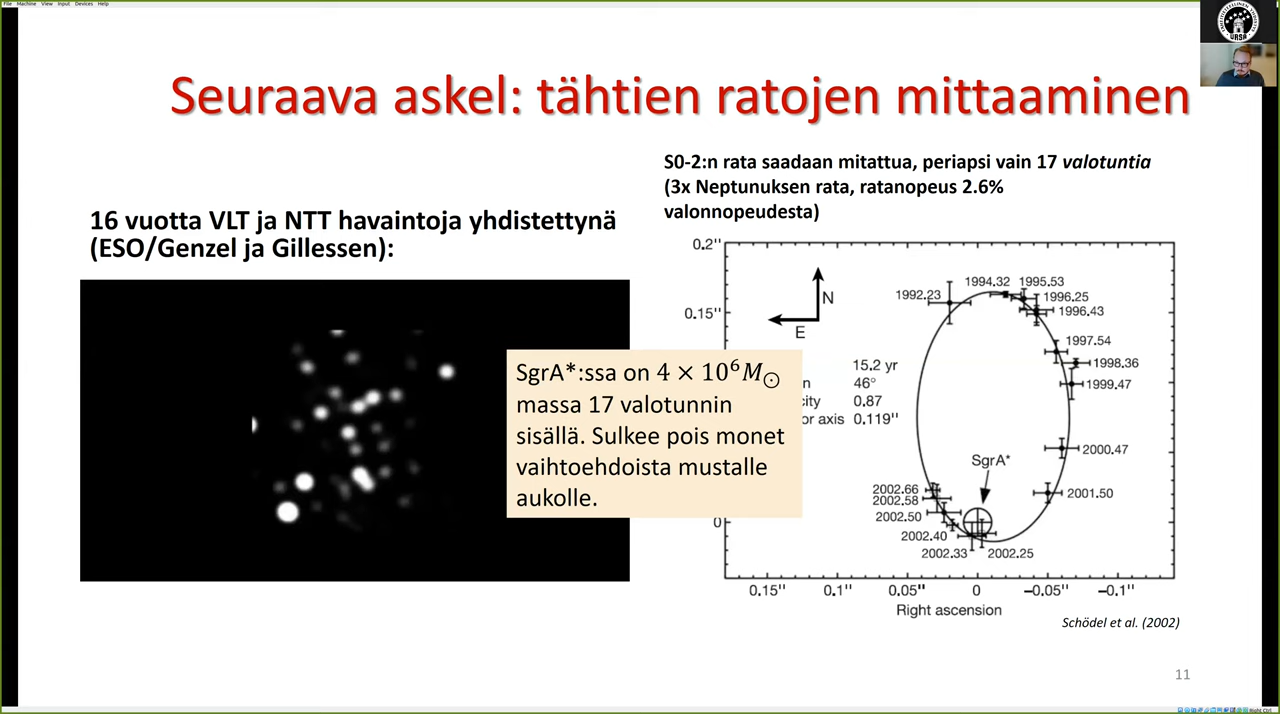 File Machine View Input Devices Help
URSA
Seuraava askel: tähtien ratojen mittaaminen
S0-2:n rata saadaan mitattua, periapsi vain 17 valotuntia
(3x Neptunuksen rata, ratanopeus 2.6%
valonnopeudesta)
16 vuotta VLT ja NTT havaintoja yhdistettynä
(ESO/Genzel ja Gillessen):
SgrA*:ssa on 4 × 10⁶M☉
massa 17 valotunnin
sisällä. Sulkee pois monet
vaihtoehdoista mustalle
aukolle.
0.2"
0.15"
0
N
E
15.2 yr
n 46°
city 0.87
or axis 0.119"
1992.23
1994.32
1995.53
1996.25
1996.43
1997.54
1998.36
1999.47
2000.47
2001.50
SgrA*
2002.66
2002.58
2002.50
2002.40
2002.33
2002.25
0.15" 0.1" 0.05" 0 −0.05" −0.1"
Right ascension
Schödel et al. (2002)
11
Right Ctrl